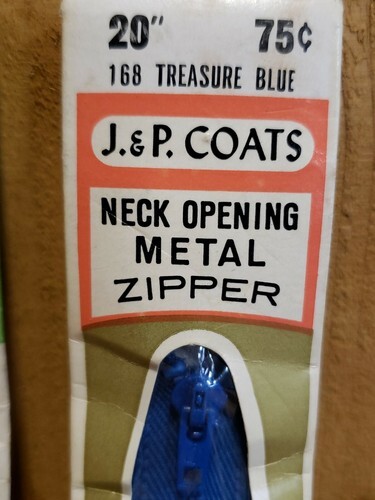 20" 75¢
168 TREASURE BLUE
J.&P. COATS
NECK OPENING
METAL
ZIPPER